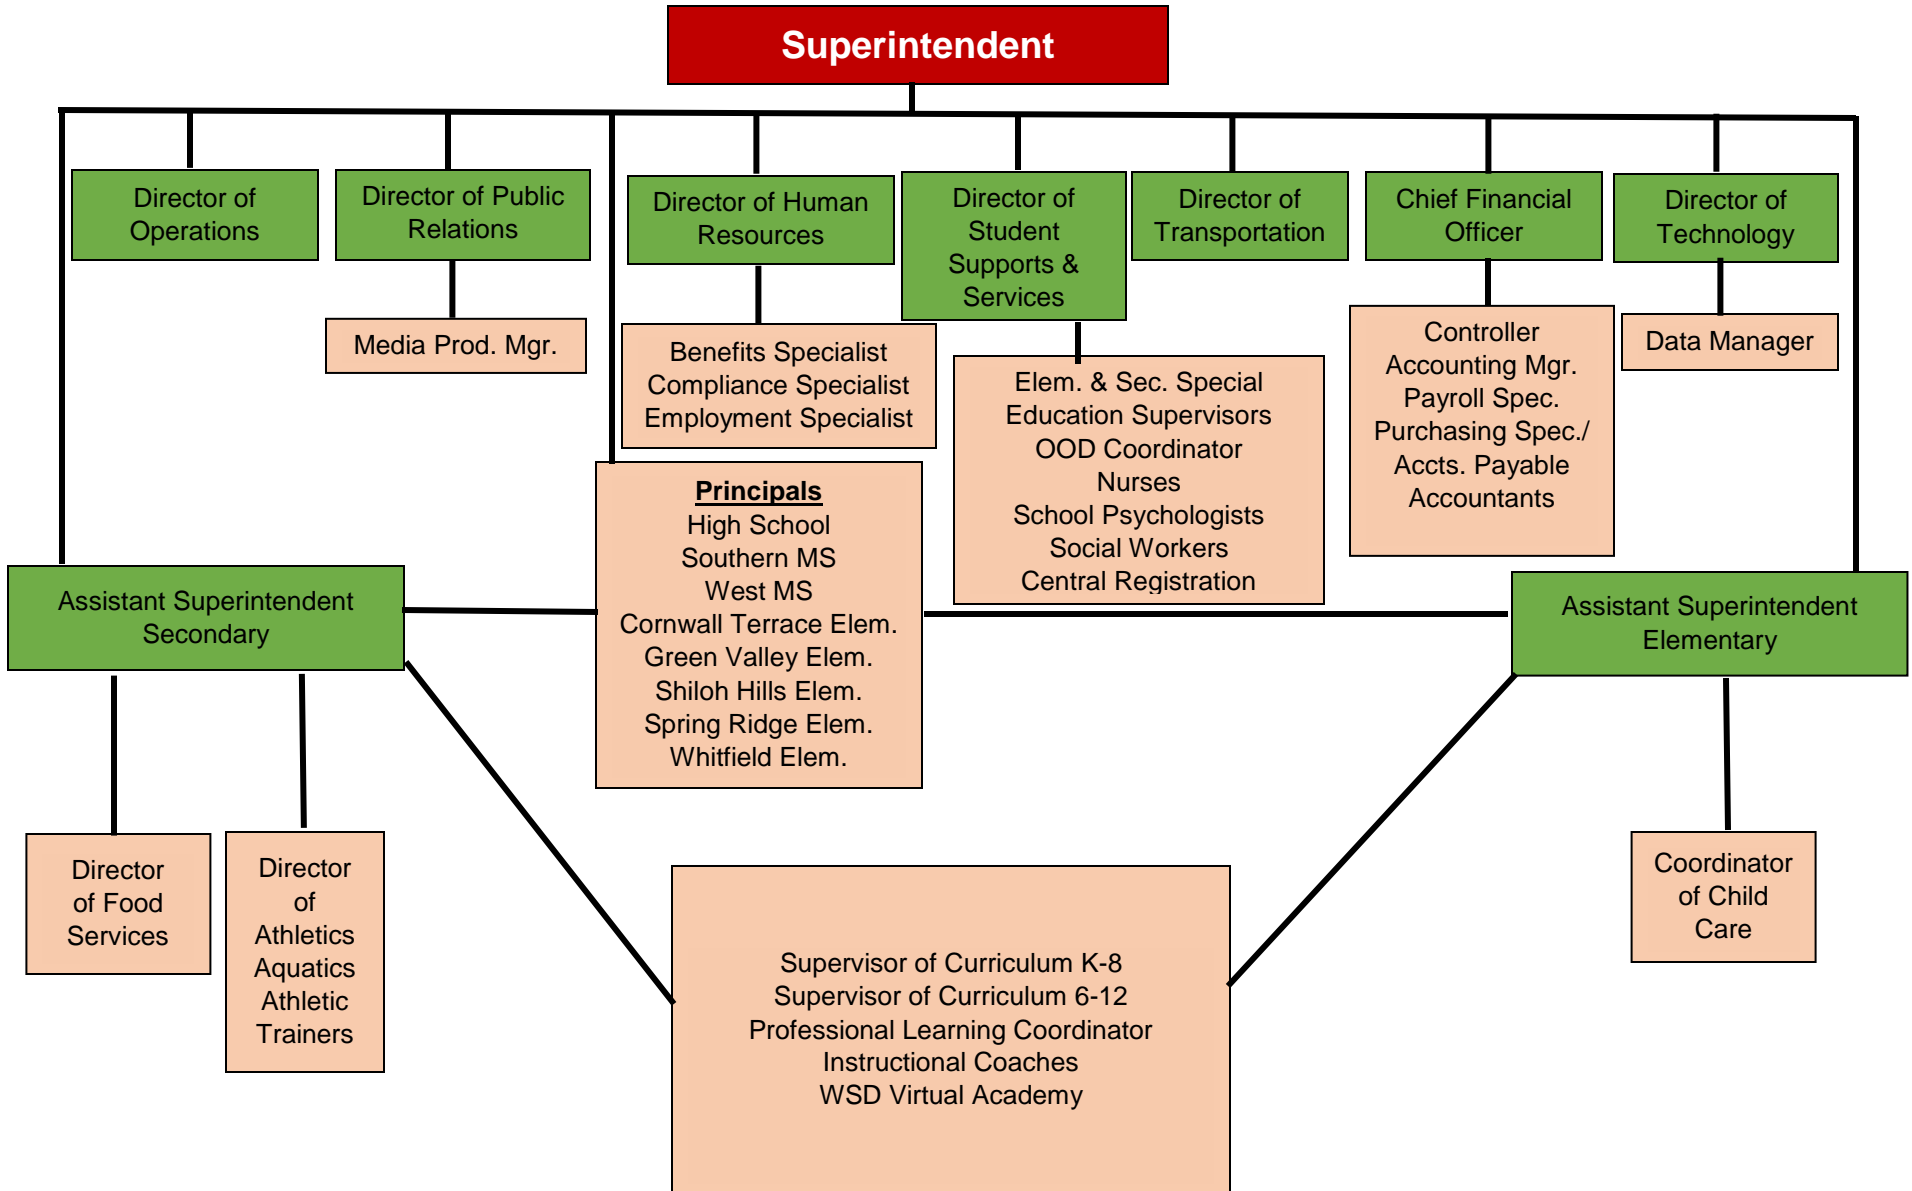 Superintendent
Director of
Operations
Director of Public
Relations
Director of Human
Resources
Director of
Student
Supports &
Services
Director of
Transportation
Chief Financial
Officer
Director of
Technology
Media Prod. Mgr.
Benefits Specialist
Compliance Specialist
Employment Specialist
Elem. & Sec. Special
Education Supervisors
OOD Coordinator
Nurses
School Psychologists
Social Workers
Central Registration
Controller
Accounting Mgr.
Payroll Spec.
Purchasing Spec./
Accts. Payable
Accountants
Data Manager
Principals
High School
Southern MS
West MS
Cornwall Terrace Elem.
Green Valley Elem.
Shiloh Hills Elem.
Spring Ridge Elem.
Whitfield Elem.
Assistant Superintendent
Secondary
Assistant Superintendent
Elementary
Director
of Food
Services
Director
of
Athletics
Aquatics
Athletic
Trainers
Supervisor of Curriculum K-8
Supervisor of Curriculum 6-12
Professional Learning Coordinator
Instructional Coaches
WSD Virtual Academy
Coordinator
of Child
Care